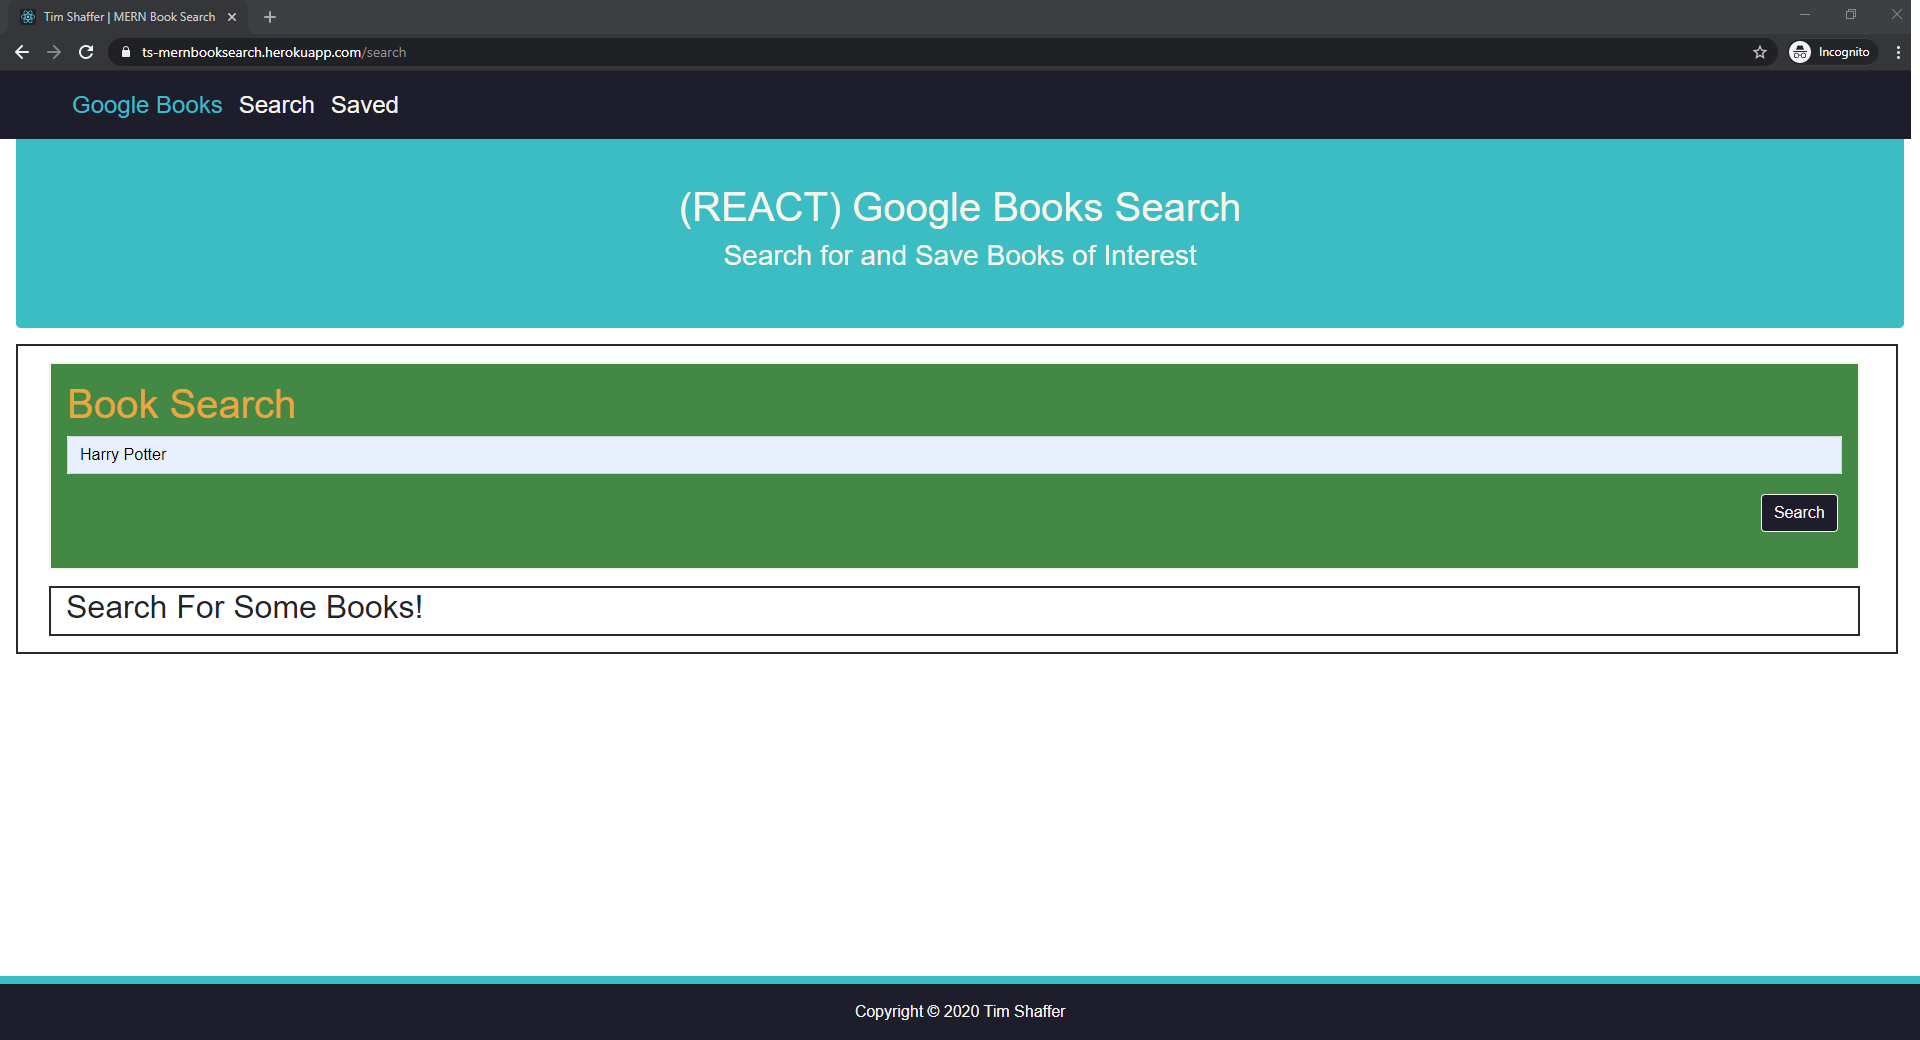 Tim Shaffer | MERN Book Search
ts-mernbooksearch.herokuapp.com/search
Incognito
Google Books Search Saved
(REACT) Google Books Search
Search for and Save Books of Interest
Book Search
Harry Potter
Search
Search For Some Books!
Copyright © 2020 Tim Shaffer